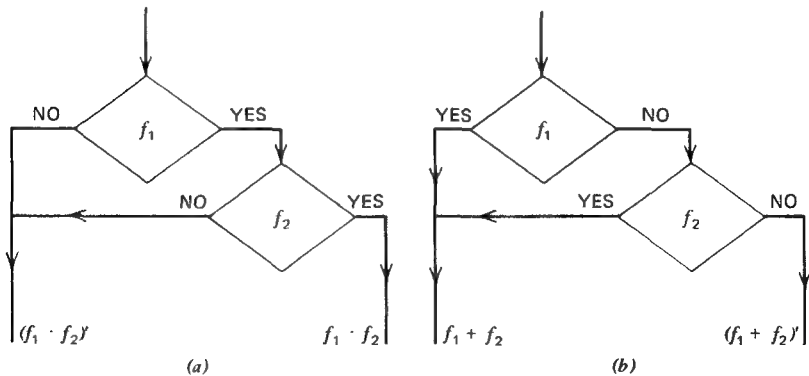 NO
f₁
YES
NO
f₂
YES
(f₁ · f₂)′
f₁ · f₂
(a)
YES
f₁
NO
YES
f₂
NO
f₁ + f₂
(f₁ + f₂)′
(b)